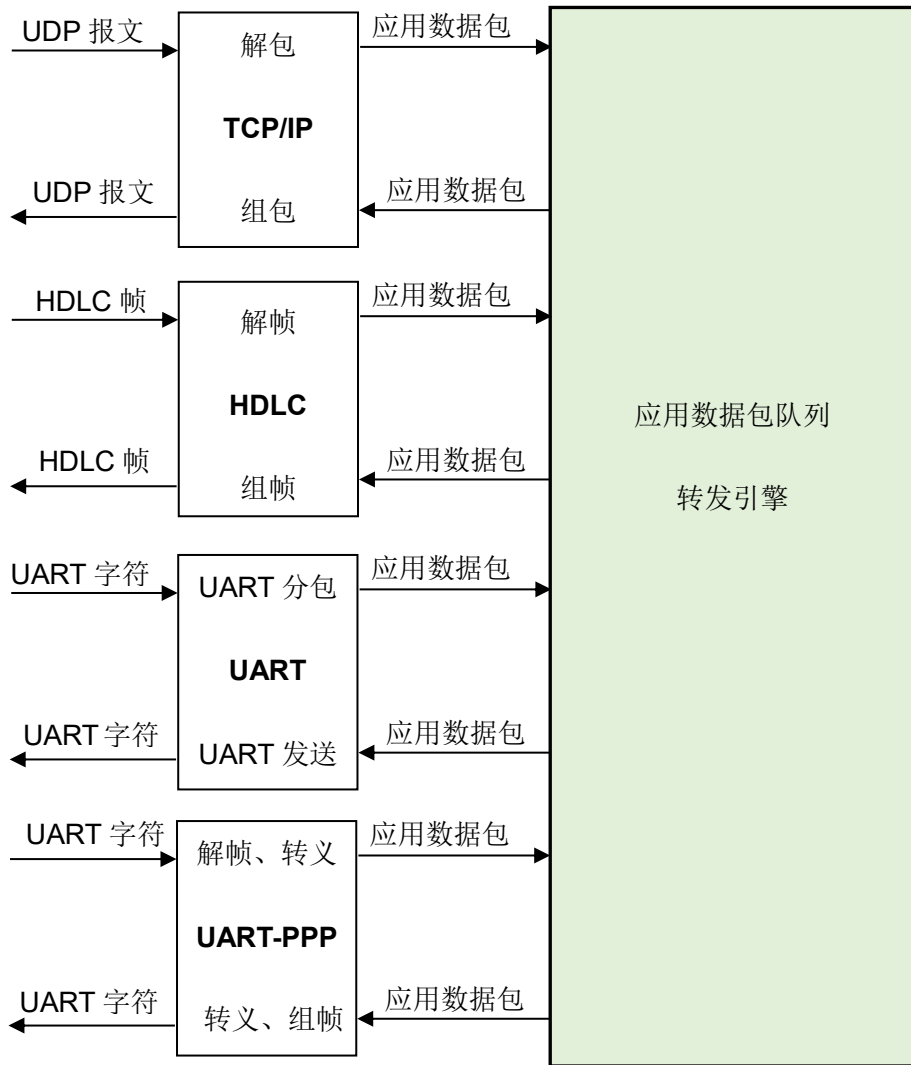 UDP 报文
解包
应用数据包
TCP/IP
UDP 报文
组包
应用数据包
HDLC 帧
解帧
应用数据包
HDLC
HDLC 帧
组帧
应用数据包
UART 字符
UART 分包
应用数据包
UART
UART 字符
UART 发送
应用数据包
UART 字符
解帧、转义
应用数据包
UART-PPP
UART 字符
转义、组帧
应用数据包
应用数据包队列
转发引擎